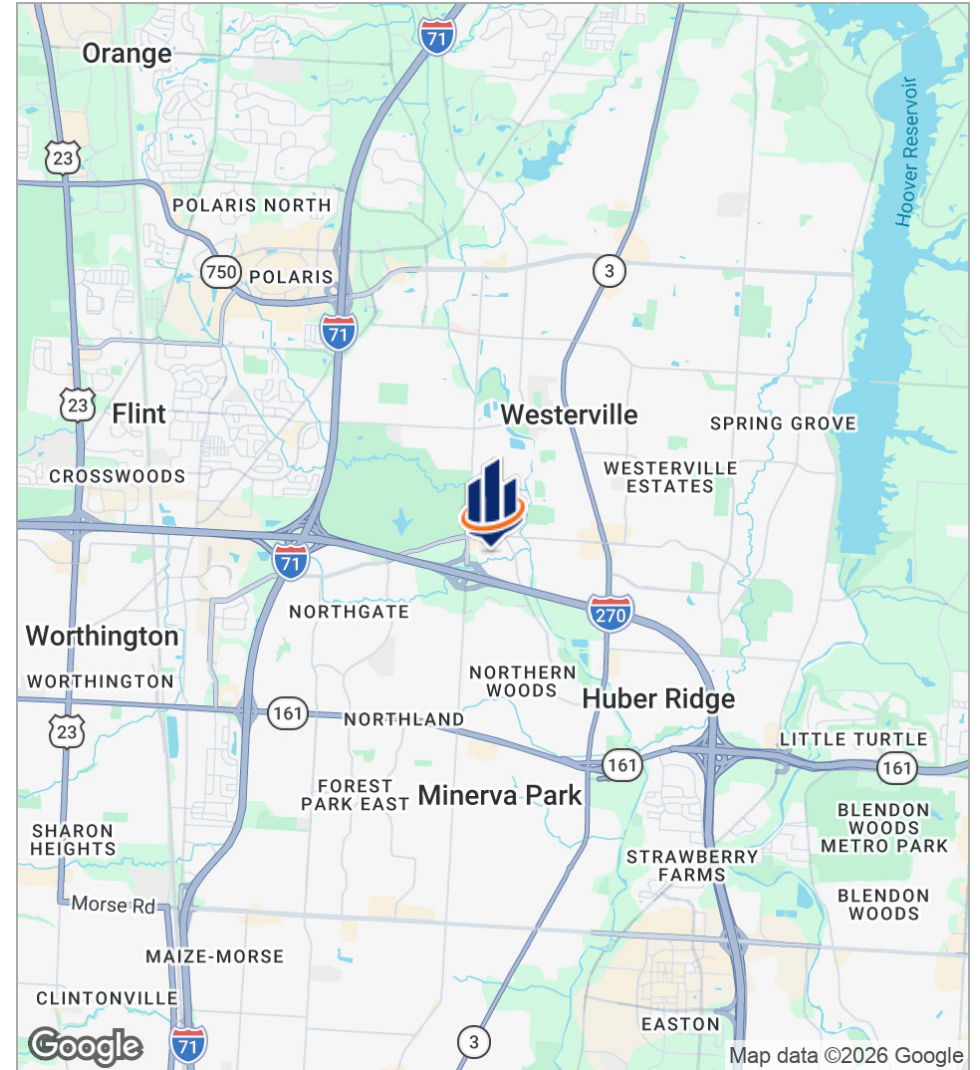 71
Orange
Hoover Reservoir
23
POLARIS NORTH
750
POLARIS
3
71
23
Flint
Westerville
SPRING GROVE
CROSSWOODS
WESTERVILLE
ESTATES
71
NORTHGATE
270
Worthington
WORTHINGTON
NORTHERN
WOODS
Huber Ridge
161
NORTHLAND
23
LITTLE TURTLE
161
161
FOREST
PARK EAST
Minerva Park
BLENDON
WOODS
METRO PARK
SHARON
HEIGHTS
STRAWBERRY
FARMS
Morse Rd
BLENDON
WOODS
MAIZE-MORSE
CLINTONVILLE
EASTON
Google
71
3
Map data ©2026 Google